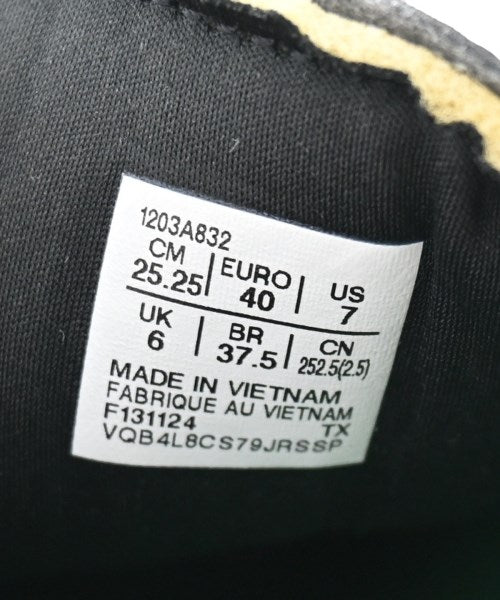 1203A832
CM EURO US
25.25 40 7
UK BR CN
6 37.5 252.5(2.5)
MADE IN VIETNAM
FABRIQUE AU VIETNAM
F131124 TX
VQB4L8CS79JRSSP